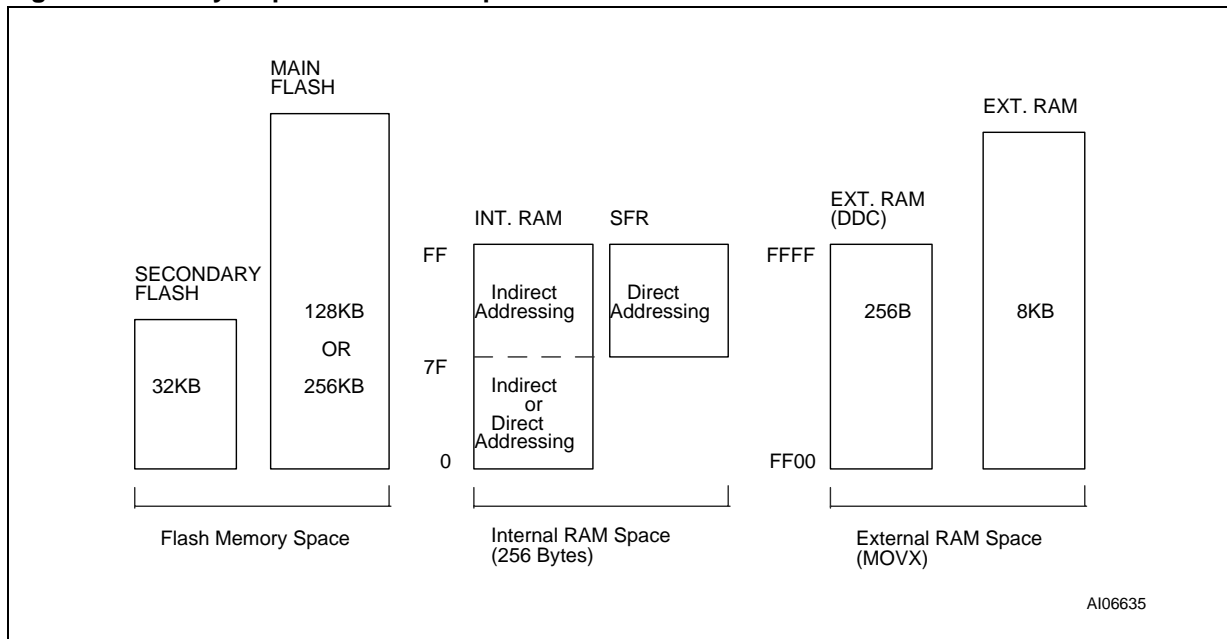 MAIN
FLASH
EXT. RAM
EXT. RAM
(DDC)
INT. RAM
SFR
FF
FFFF
SECONDARY
FLASH
Indirect
Addressing
Direct
Addressing
128KB
OR
256KB
256B
8KB
7F
32KB
Indirect
or
Direct
Addressing
0
FF00
Flash Memory Space
Internal RAM Space
(256 Bytes)
External RAM Space
(MOVX)
AI06635